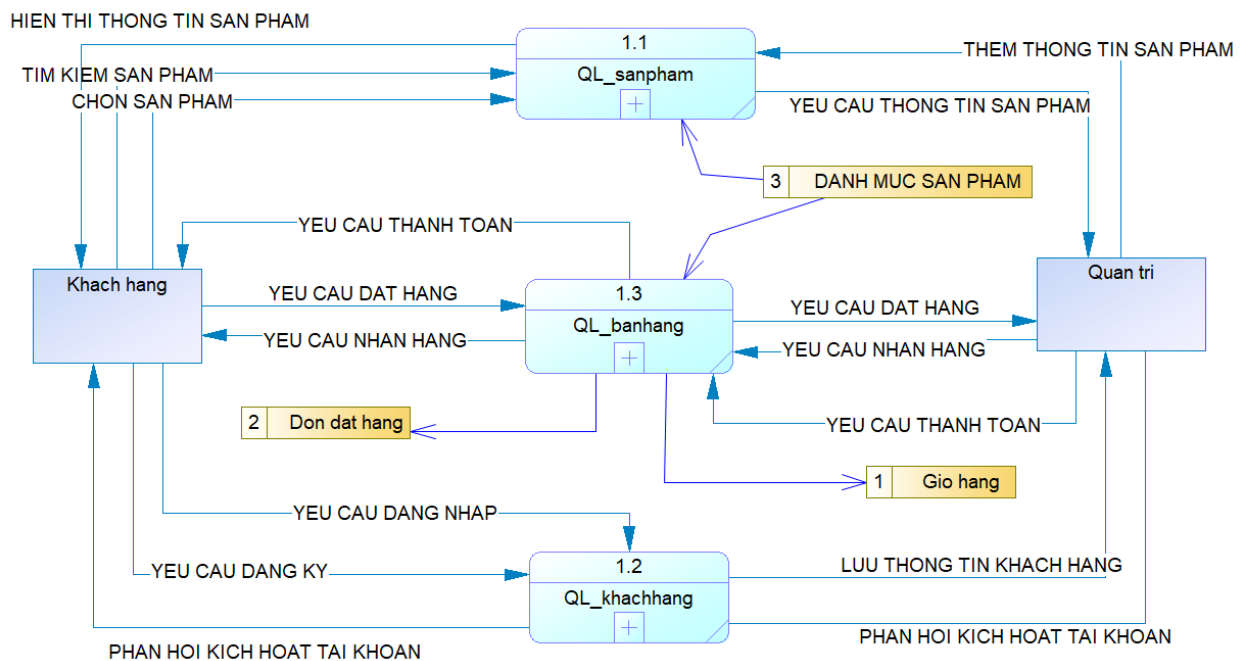 HIEN THI THONG TIN SAN PHAM
1.1
QL_sanpham
THEM THONG TIN SAN PHAM
TIM KIEM SAN PHAM
CHON SAN PHAM
YEU CAU THONG TIN SAN PHAM
3 DANH MUC SAN PHAM
YEU CAU THANH TOAN
Khach hang
Quan tri
1.3
QL_banhang
YEU CAU DAT HANG
YEU CAU DAT HANG
YEU CAU NHAN HANG
YEU CAU NHAN HANG
2 Don dat hang
YEU CAU THANH TOAN
1 Gio hang
YEU CAU DANG NHAP
1.2
QL_khachhang
YEU CAU DANG KY
LUU THONG TIN KHACH HANG
PHAN HOI KICH HOAT TAI KHOAN
PHAN HOI KICH HOAT TAI KHOAN